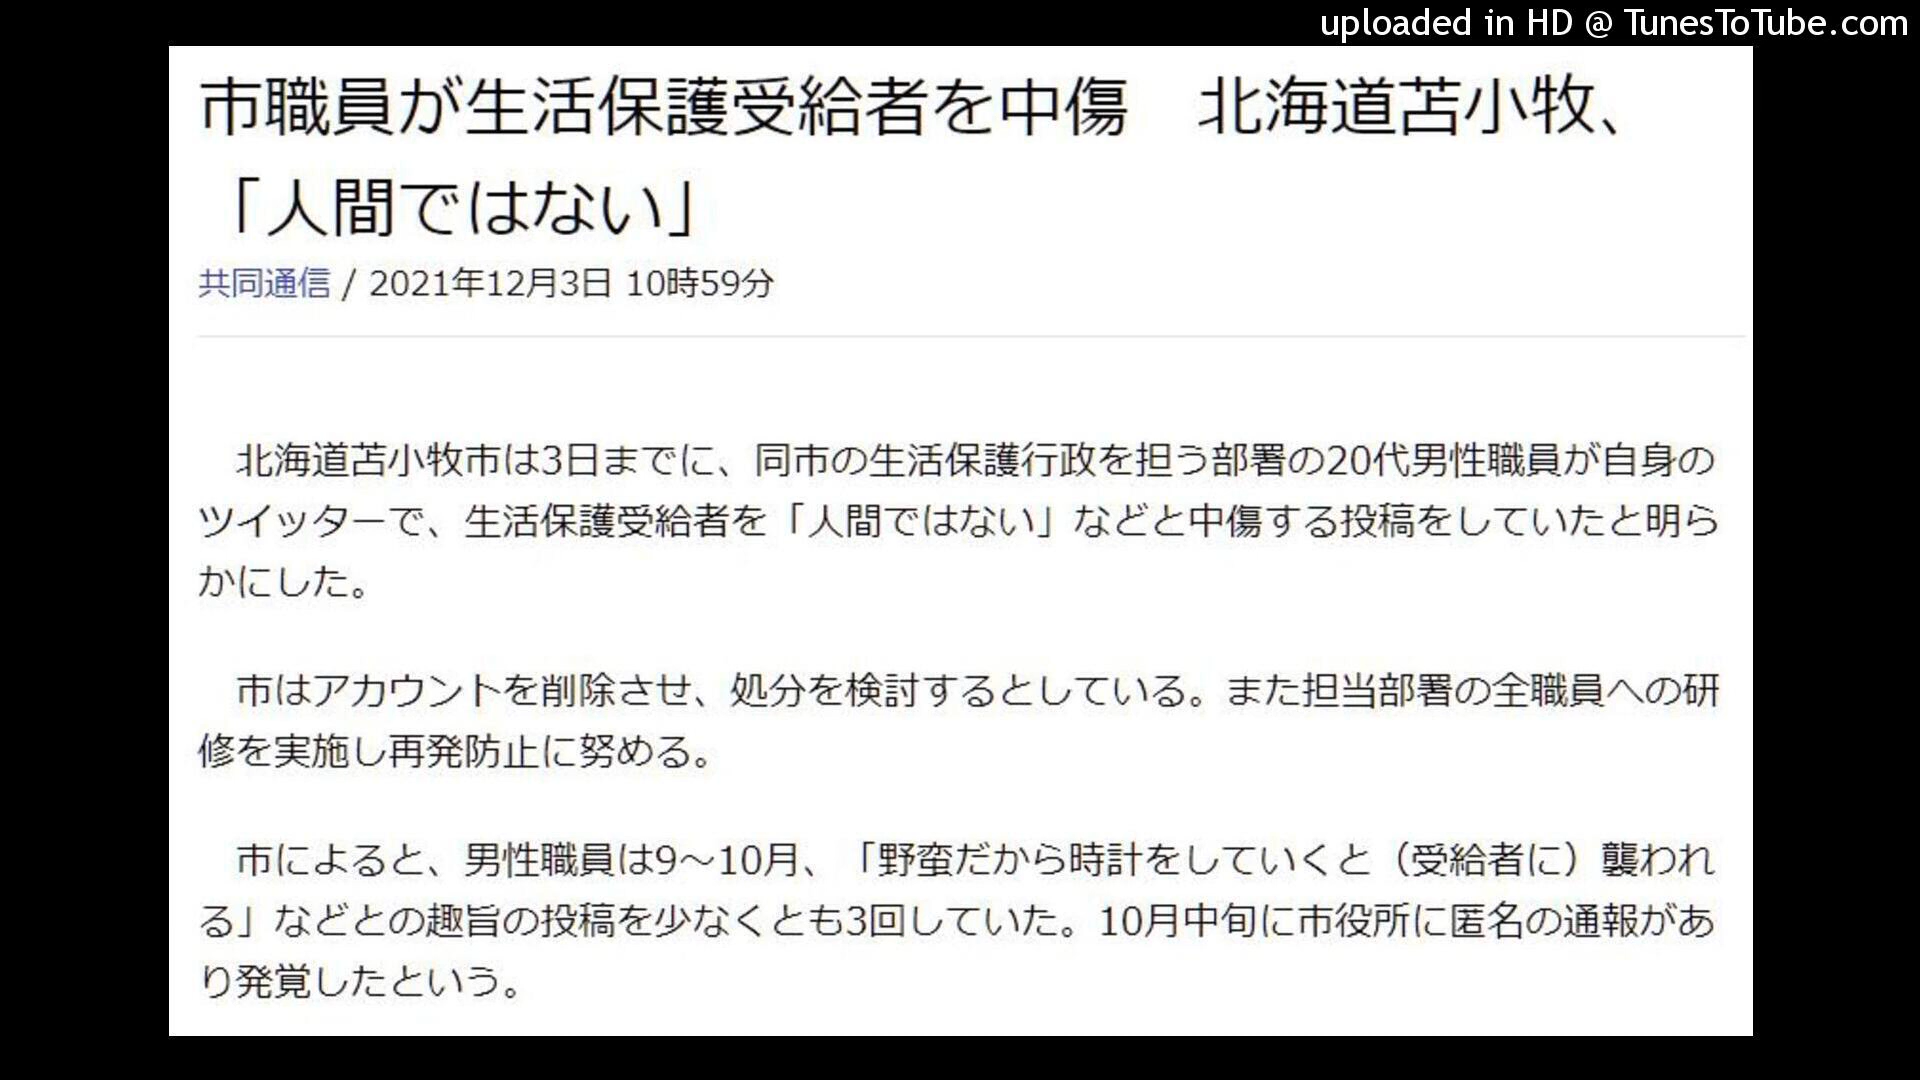 uploaded in HD @ TunesToTube.com
市職員が生活保護受給者を中傷　北海道苫小牧、
「人間ではない」
共同通信 / 2021年12月3日 10時59分
北海道苫小牧市は3日までに、同市の生活保護行政を担う部署の20代男性職員が自身の
ツイッターで、生活保護受給者を「人間ではない」などと中傷する投稿をしていたと明ら
かにした。
市はアカウントを削除させ、処分を検討するとしている。また担当部署の全職員への研
修を実施し再発防止に努める。
市によると、男性職員は9～10月、「野蛮だから時計をしていくと（受給者に）襲われ
る」などとの趣旨の投稿を少なくとも3回していた。10月中旬に市役所に匿名の通報があ
り発覚したという。